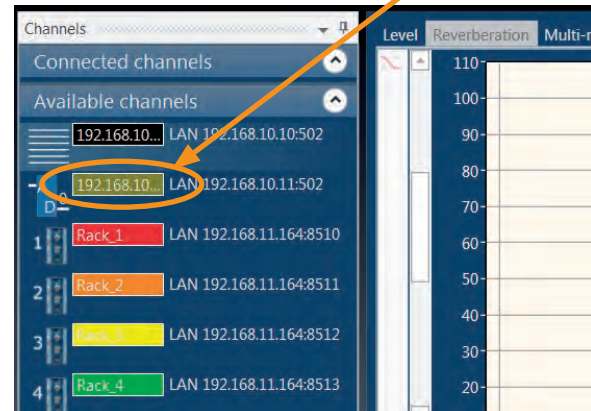 Channels
Connected channels
Available channels
192.168.10... LAN 192.168.10.10:502
192.168.10... LAN 192.168.10.11:502
D 0
1 Rack_1 LAN 192.168.11.164:8510
2 Rack_2 LAN 192.168.11.164:8511
3 Rack_3 LAN 192.168.11.164:8512
4 Rack_4 LAN 192.168.11.164:8513
Level Reverberation Multi-
110
100
90
80
70
60
50
40
30
20